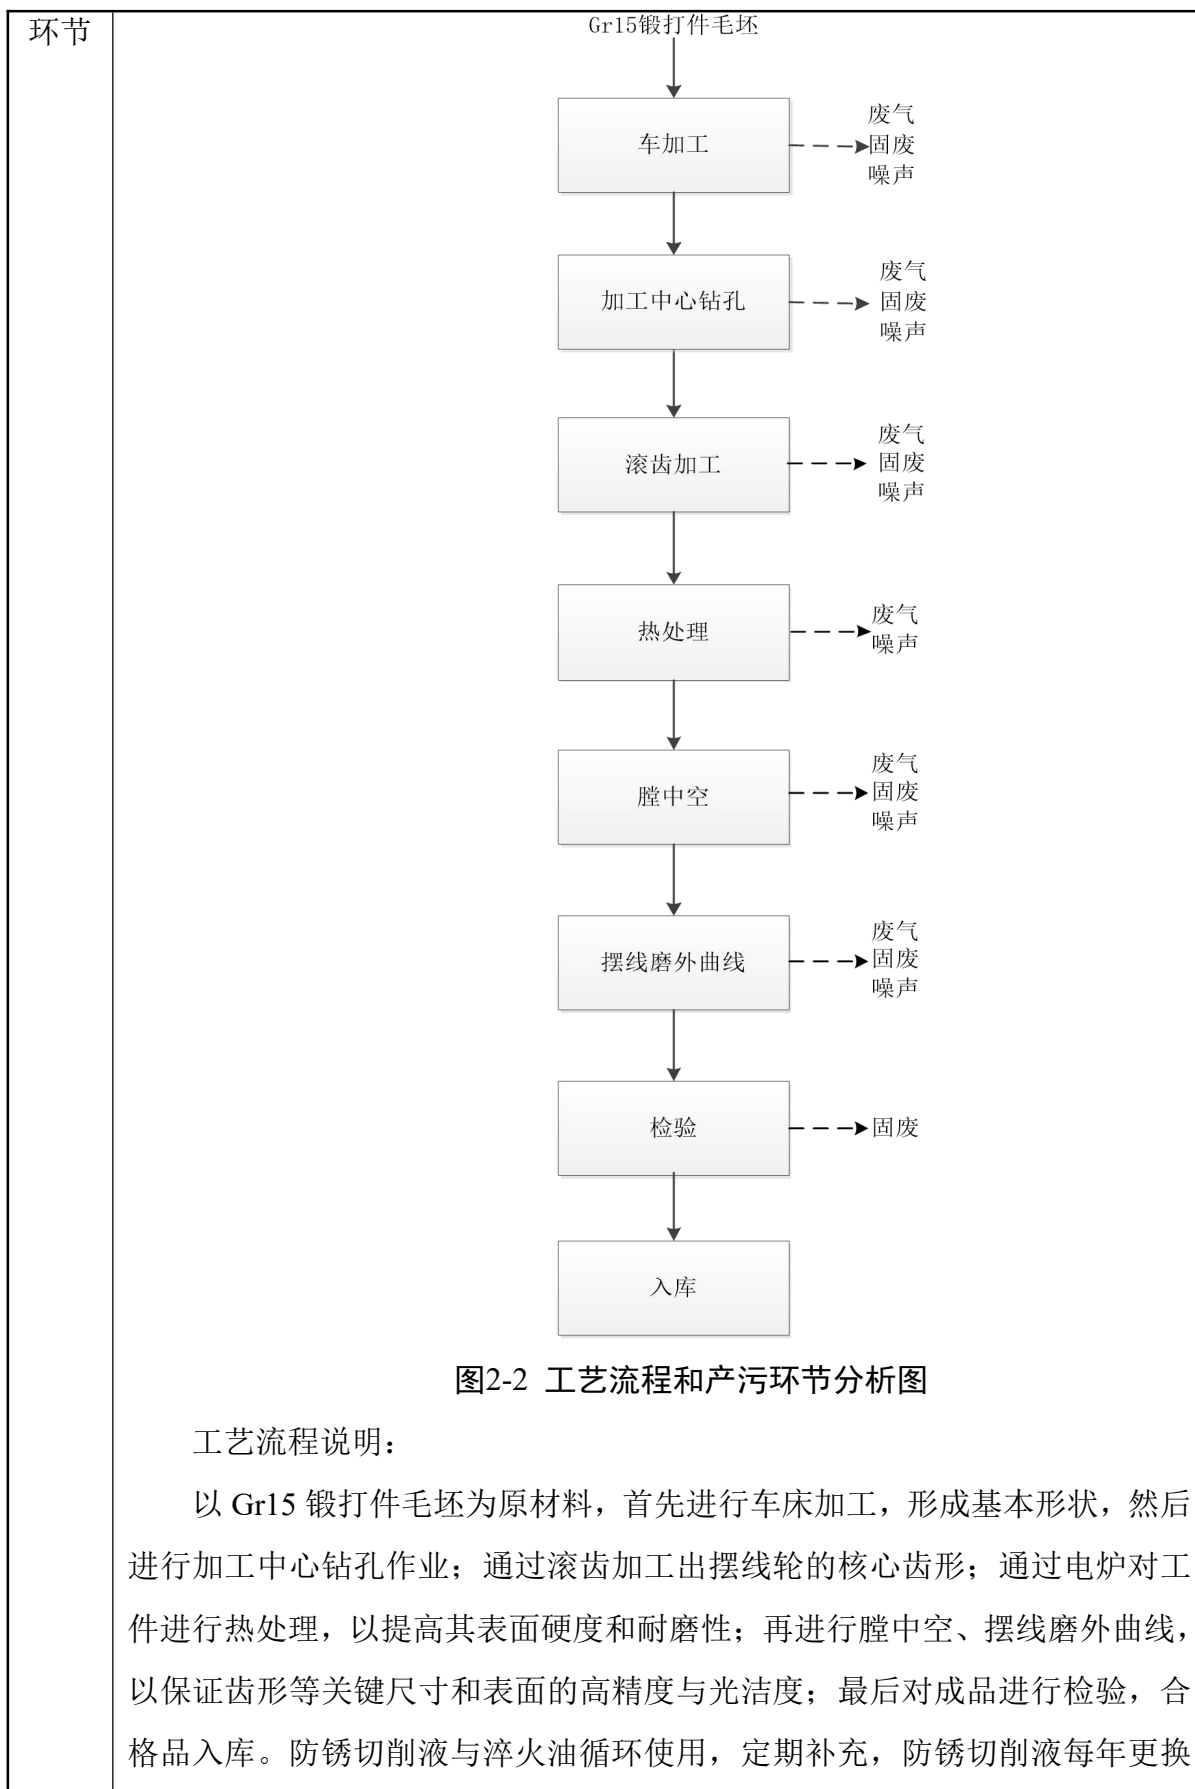 环节
Gr15锻打件毛坯
车加工
废气
固废
噪声
加工中心钻孔
废气
固废
噪声
滚齿加工
废气
固废
噪声
热处理
废气
噪声
膛中空
废气
固废
噪声
摆线磨外曲线
废气
固废
噪声
检验
固废
入库
图2-2 工艺流程和产污环节分析图
工艺流程说明：
以 Gr15 锻打件毛坯为原材料，首先进行车床加工，形成基本形状，然后
进行加工中心钻孔作业；通过滚齿加工出摆线轮的核心齿形；通过电炉对工
件进行热处理，以提高其表面硬度和耐磨性；再进行膛中空、摆线磨外曲线，
以保证齿形等关键尺寸和表面的高精度与光洁度；最后对成品进行检验，合
格品入库。防锈切削液与淬火油循环使用，定期补充，防锈切削液每年更换